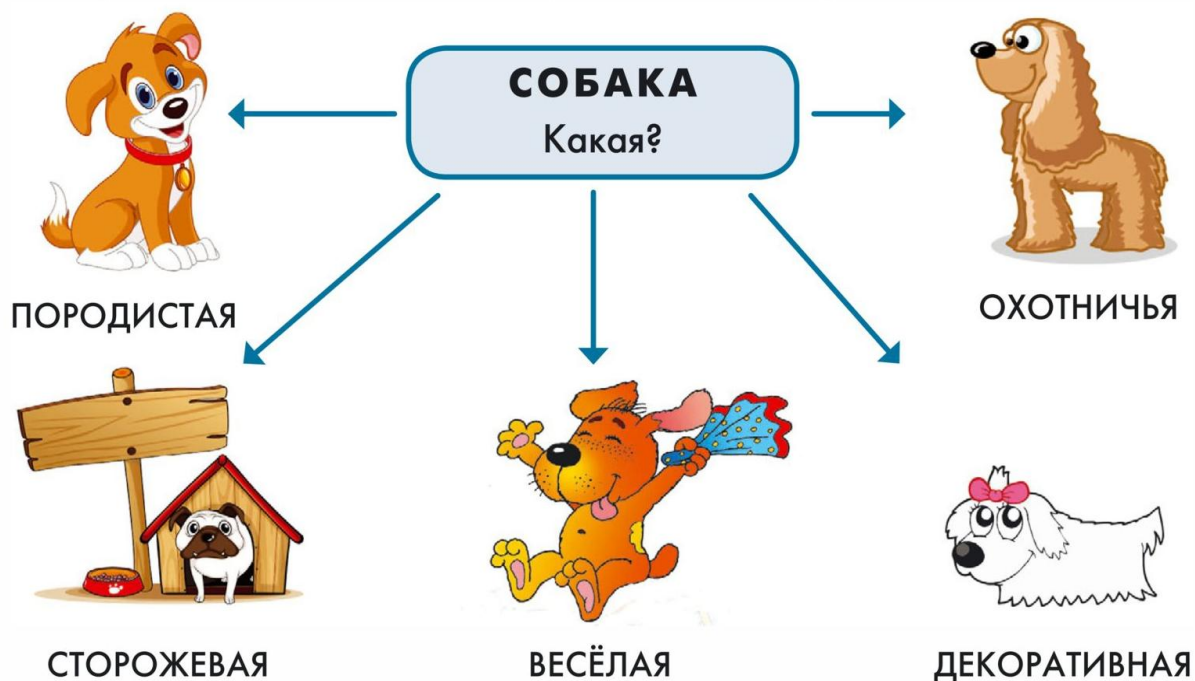 СОБАКА
Какая?
ПОРОДИСТАЯ
ОХОТНИЧЬЯ
СТОРОЖЕВАЯ
ВЕСЁЛАЯ
ДЕКОРАТИВНАЯ